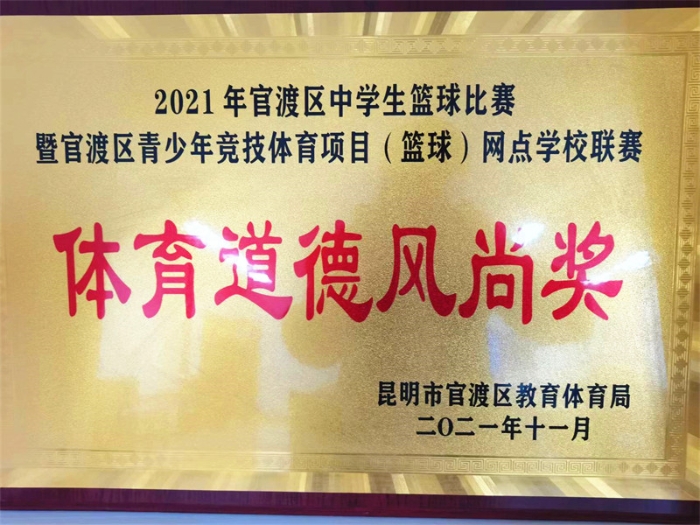 2021年官渡区中学生篮球比赛
暨官渡区青少年竞技体育项目（篮球）网点学校联赛
体育道德风尚奖
昆明市官渡区教育体育局
二〇二一年十一月